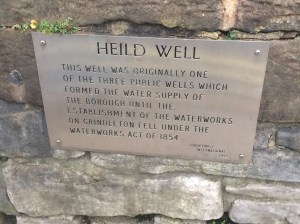 HEILD WELL
THIS WELL WAS ORIGINALLY ONE
OF THE THREE PUBLIC WELLS WHICH
FORMED THE WATER SUPPLY OF
THE BOROUGH UNTIL THE
ESTABLISHMENT OF THE WATERWORKS
ON GRINDLETON FELL UNDER THE
WATERWORKS ACT OF 1854
INTERNATIONAL